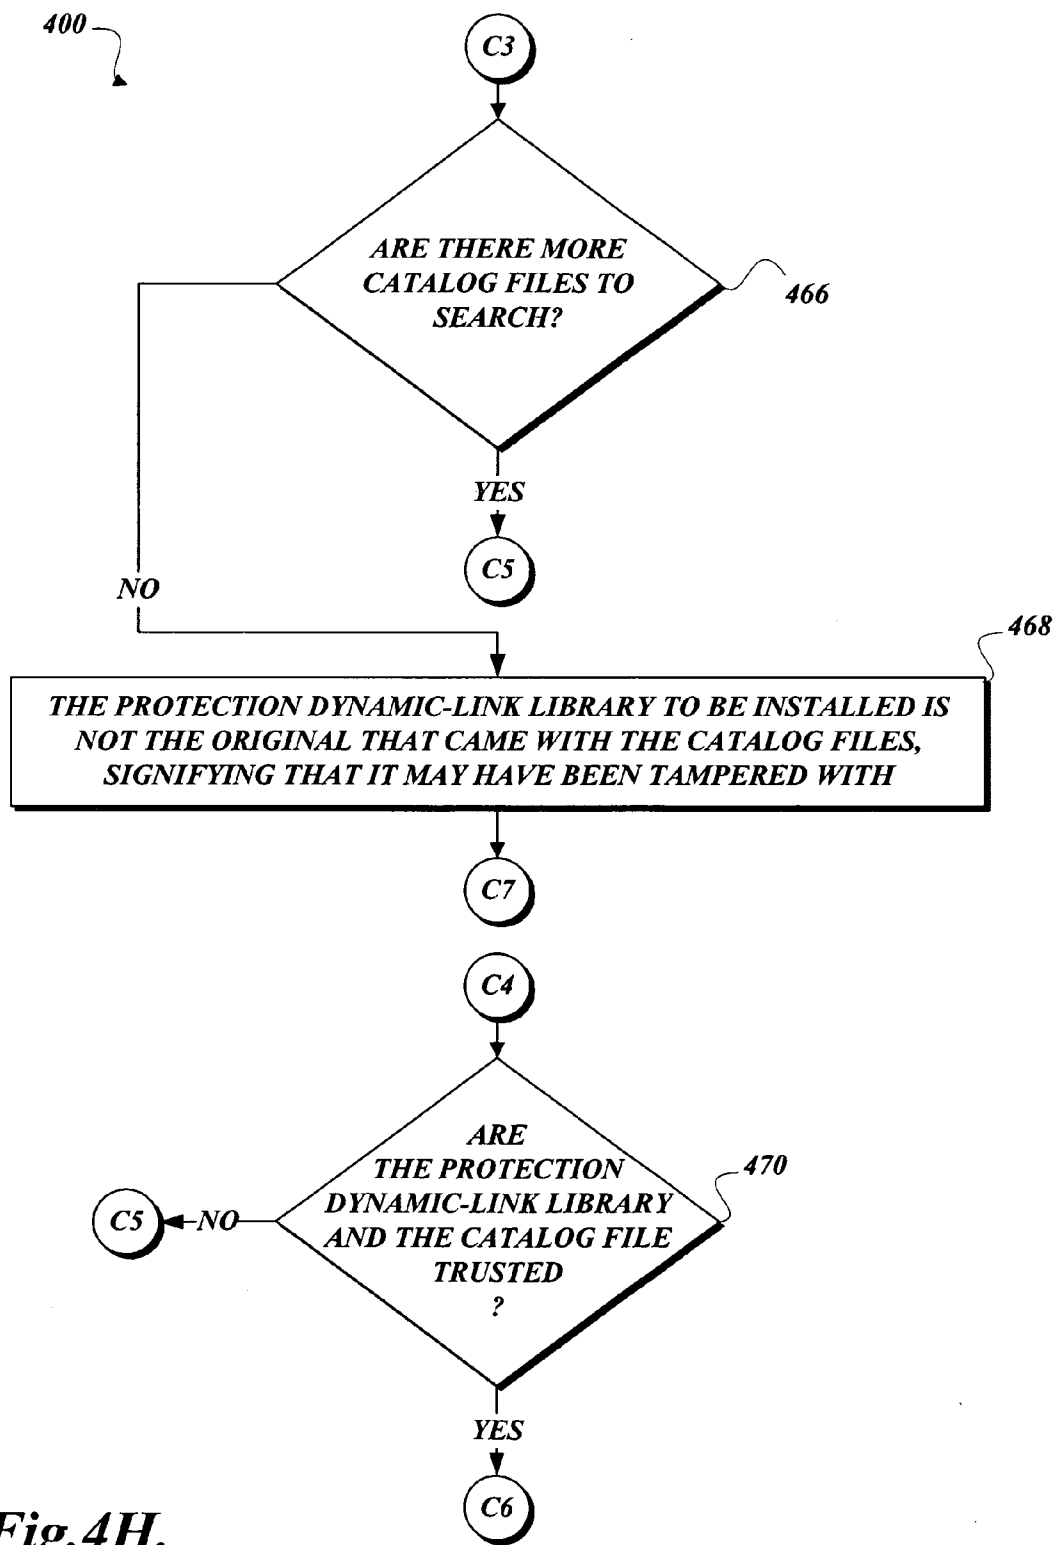 400
C3
ARE THERE MORE
CATALOG FILES TO
SEARCH?
466
YES
C5
NO
468
THE PROTECTION DYNAMIC-LINK LIBRARY TO BE INSTALLED IS
NOT THE ORIGINAL THAT CAME WITH THE CATALOG FILES,
SIGNIFYING THAT IT MAY HAVE BEEN TAMPERED WITH
C7
C4
ARE
THE PROTECTION
DYNAMIC-LINK LIBRARY
AND THE CATALOG FILE
TRUSTED
?
470
C5
NO
YES
C6
Fig.4H.